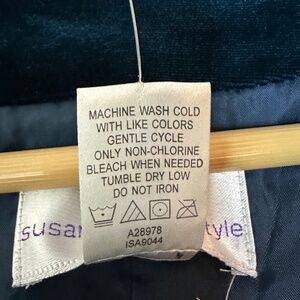 MACHINE WASH COLD
WITH LIKE COLORS
GENTLE CYCLE
ONLY NON-CHLORINE
BLEACH WHEN NEEDED
TUMBLE DRY LOW
DO NOT IRON
A28978
ISA9044
susan
tyle